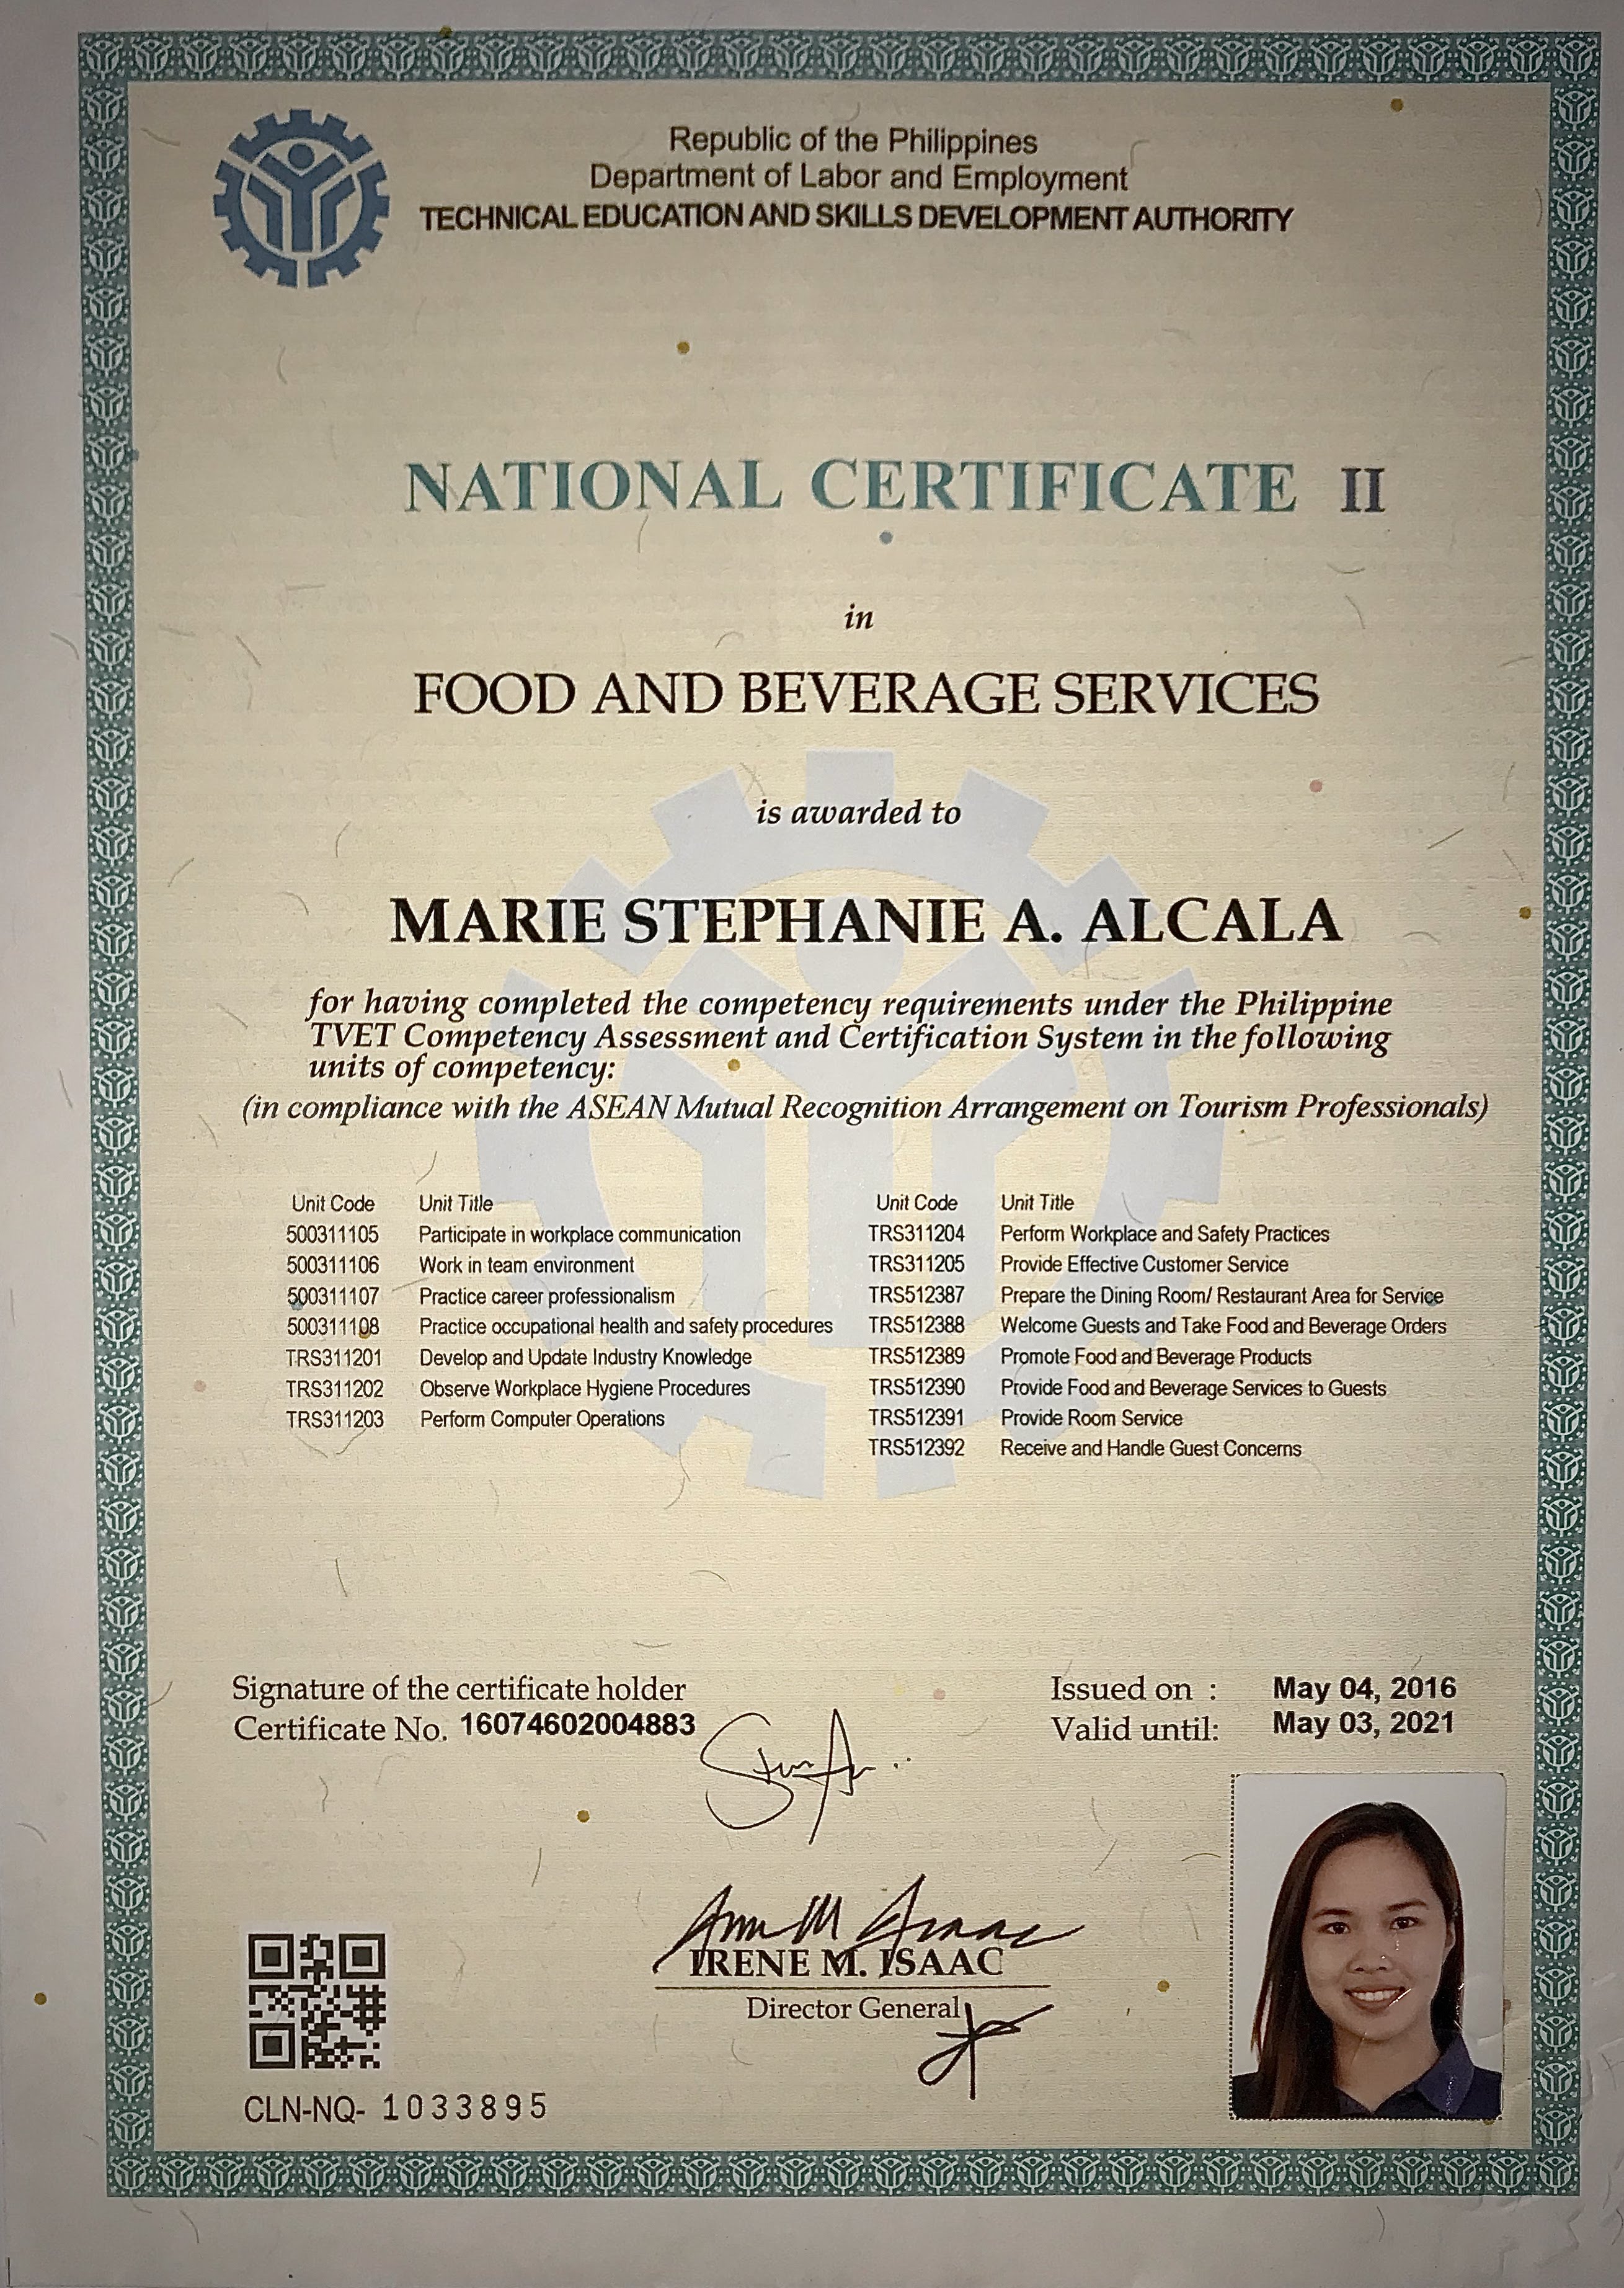 Republic of the Philippines
Department of Labor and Employment
TECHNICAL EDUCATION AND SKILLS DEVELOPMENT AUTHORITY
NATIONAL CERTIFICATE II
in
FOOD AND BEVERAGE SERVICES
is awarded to
MARIE STEPHANIE A. ALCALA
for having completed the competency requirements under the Philippine
TVET Competency Assessment and Certification System in the following
units of competency:
(in compliance with the ASEAN Mutual Recognition Arrangement on Tourism Professionals)
Unit Code Unit Title
500311105 Participate in workplace communication
500311106 Work in team environment
500311107 Practice career professionalism
500311108 Practice occupational health and safety procedures
TRS311201 Develop and Update Industry Knowledge
TRS311202 Observe Workplace Hygiene Procedures
TRS311203 Perform Computer Operations
Unit Code Unit Title
TRS311204 Perform Workplace and Safety Practices
TRS311205 Provide Effective Customer Service
TRS512387 Prepare the Dining Room/ Restaurant Area for Service
TRS512388 Welcome Guests and Take Food and Beverage Orders
TRS512389 Promote Food and Beverage Products
TRS512390 Provide Food and Beverage Services to Guests
TRS512391 Provide Room Service
TRS512392 Receive and Handle Guest Concerns
Signature of the certificate holder
Certificate No. 16074602004883
Issued on : May 04, 2016
Valid until: May 03, 2021
IRENE M. ISAAC
Director General
CLN-NQ- 1033895